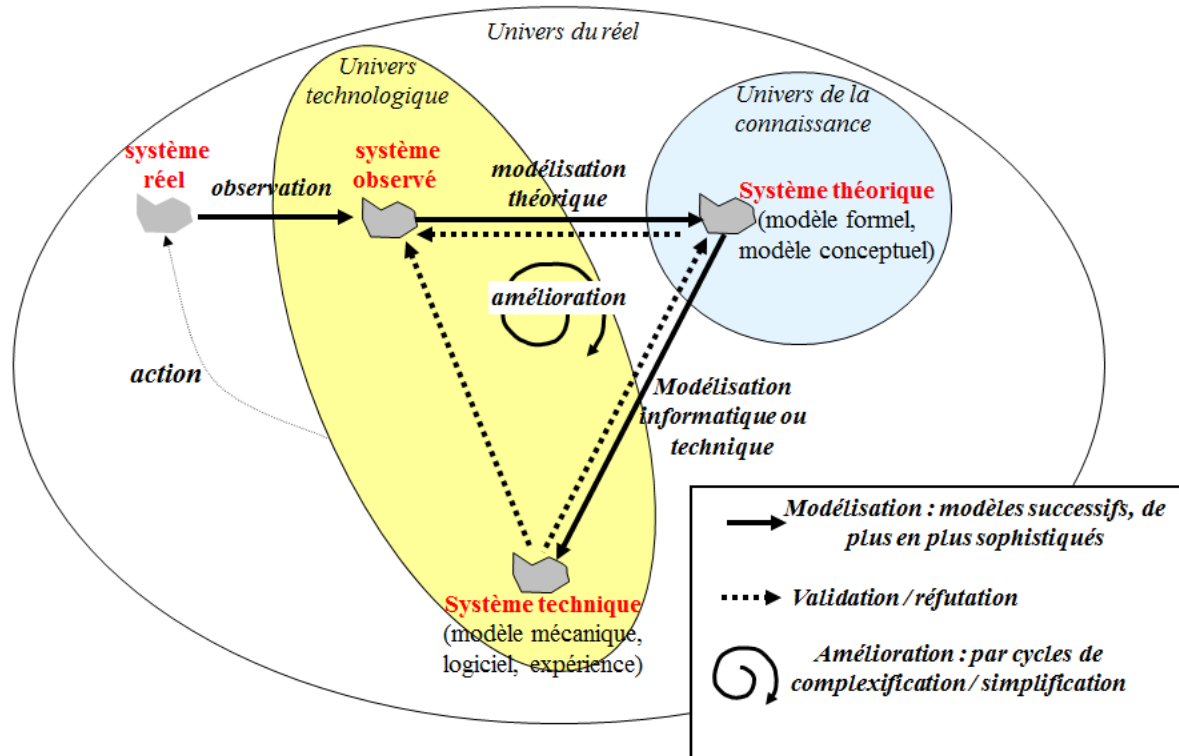 Univers du réel
Univers
technologique
Univers de la
connaissance
système
réel
système
observé
observation
modélisation
théorique
Système théorique
(modèle formel,
modèle conceptuel)
amélioration
action
Modélisation
informatique ou
technique
Système technique
(modèle mécanique,
logiciel, expérience)
Modélisation : modèles successifs, de
plus en plus sophistiqués
Validation / réfutation
Amélioration : par cycles de
complexification / simplification